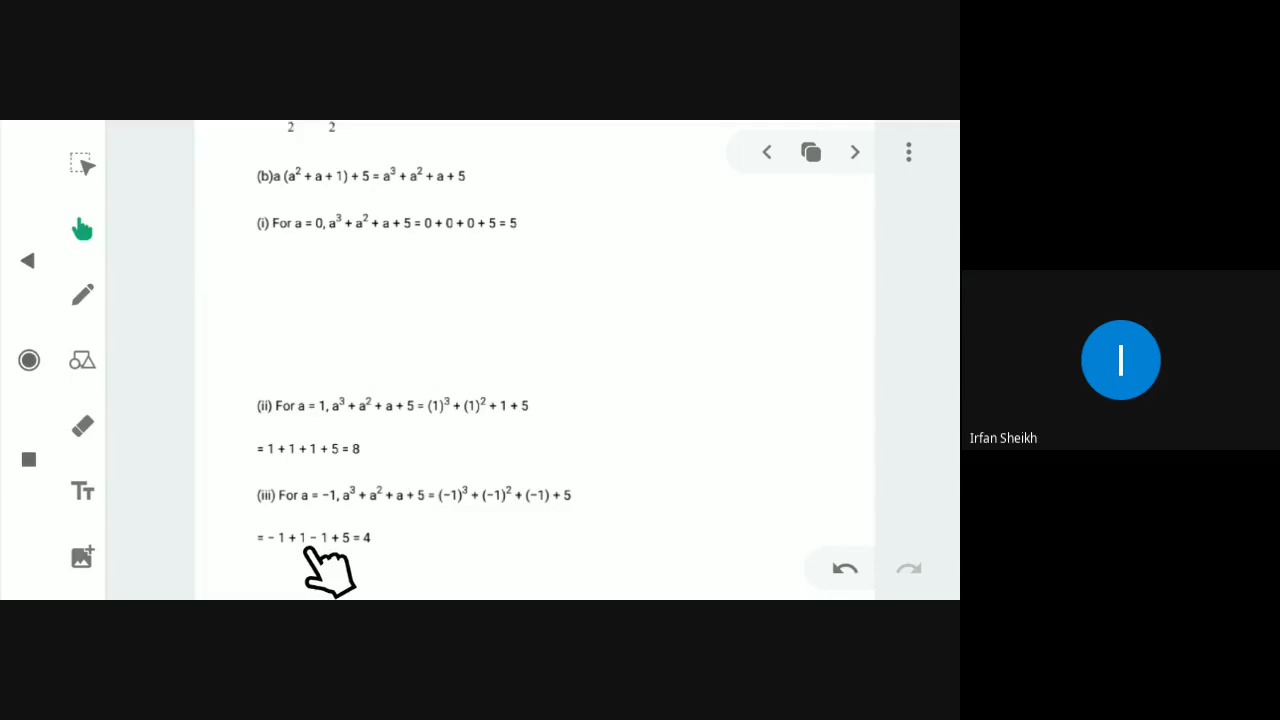 2 2
(b)a (a² + a + 1) + 5 = a³ + a² + a + 5
(i) For a = 0, a³ + a² + a + 5 = 0 + 0 + 0 + 5 = 5
(ii) For a = 1, a³ + a² + a + 5 = (1)³ + (1)² + 1 + 5
= 1 + 1 + 1 + 5 = 8
(iii) For a = −1, a³ + a² + a + 5 = (−1)³ + (−1)² + (−1) + 5
= − 1 + 1 − 1 + 5 = 4
Tт
I
Irfan Sheikh